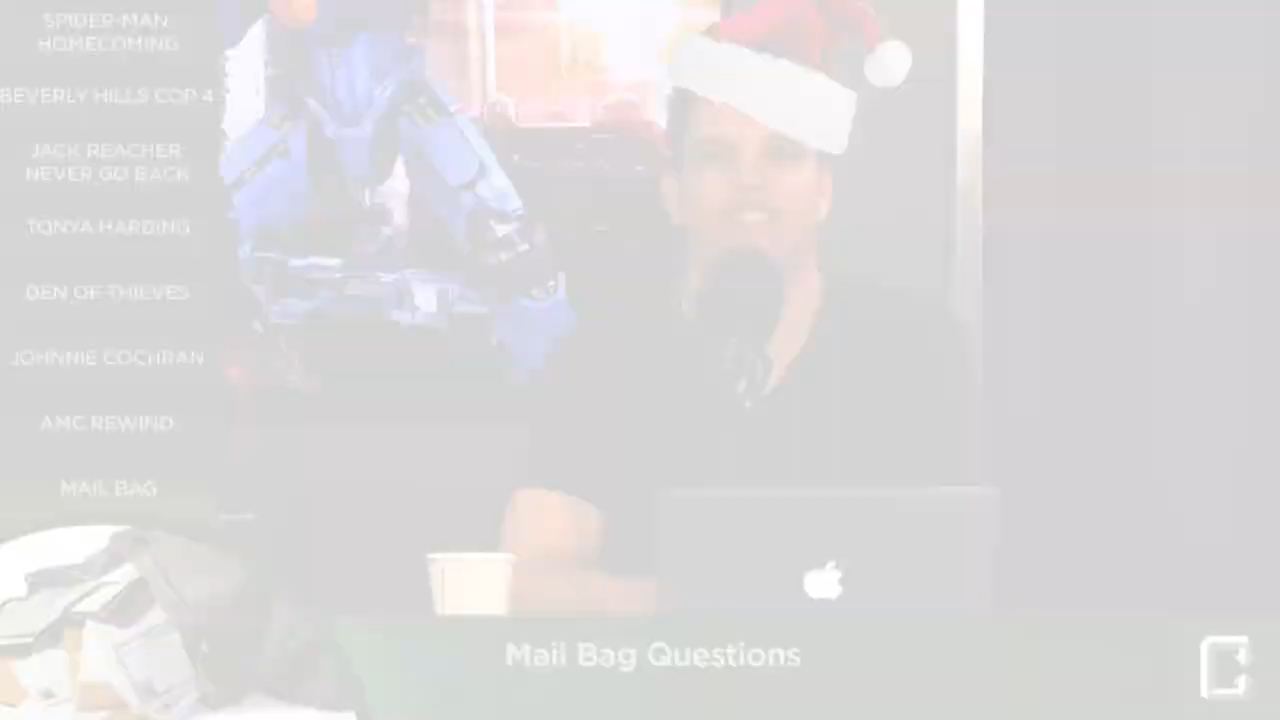 SPIDER-MAN:
HOMECOMING
BEVERLY HILLS COP 4
JACK REACHER
NEVER GO BACK
TONYA HARDING
DEN OF THIEVES
JOHNNIE COCHRAN
AMC REWIND
MAIL BAG
Mail Bag Questions